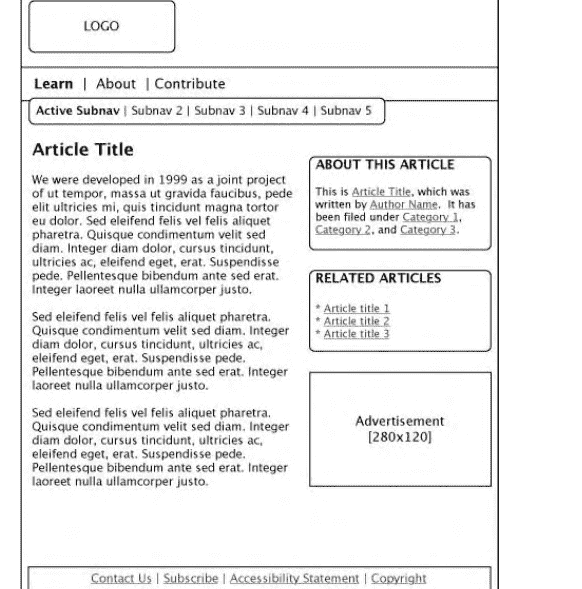 LOGO
Learn | About | Contribute
Active Subnav | Subnav 2 | Subnav 3 | Subnav 4 | Subnav 5
Article Title
We were developed in 1999 as a joint project
of ut tempor, massa ut gravida faucibus, pede
elit ultricies mi, quis tincidunt magna tortor
eu dolor. Sed eleifend felis vel felis aliquet
pharetra. Quisque condimentum velit sed
diam. Integer diam dolor, cursus tincidunt,
ultricies ac, eleifend eget, erat. Suspendisse
pede. Pellentesque bibendum ante sed erat.
Integer laoreet nulla ullamcorper justo.
Sed eleifend felis vel felis aliquet pharetra.
Quisque condimentum velit sed diam. Integer
diam dolor, cursus tincidunt, ultricies ac,
eleifend eget, erat. Suspendisse pede.
Pellentesque bibendum ante sed erat. Integer
laoreet nulla ullamcorper justo.
Sed eleifend felis vel felis aliquet pharetra.
Quisque condimentum velit sed diam. Integer
diam dolor, cursus tincidunt, ultricies ac,
eleifend eget, erat. Suspendisse pede.
Pellentesque bibendum ante sed erat. Integer
laoreet nulla ullamcorper justo.
ABOUT THIS ARTICLE
This is Article Title, which was
written by Author Name. It has
been filed under Category 1,
Category 2, and Category 3.
RELATED ARTICLES
* Article title 1
* Article title 2
* Article title 3
Advertisement
[280x120]
Contact Us | Subscribe | Accessibility Statement | Copyright